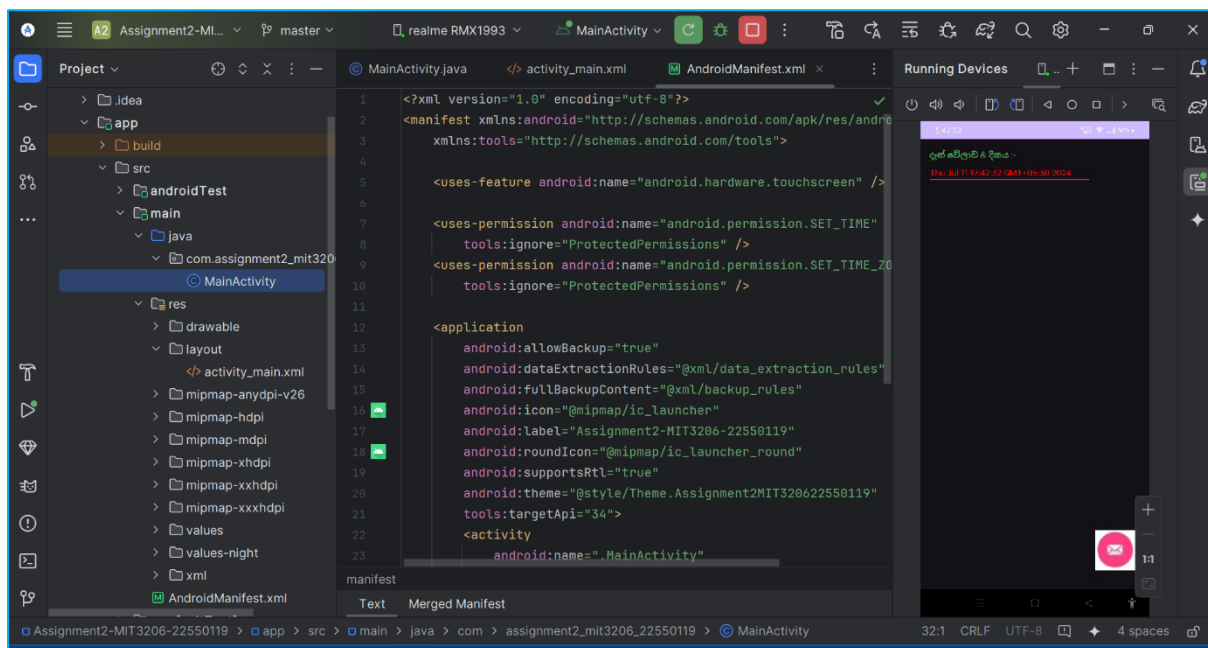 A2 Assignment2-MI... master realme RMX1993 MainActivity
Project
.idea
app
build
src
androidTest
main
java
com.assignment2_mit320
MainActivity
res
drawable
layout
activity_main.xml
mipmap-anydpi-v26
mipmap-hdpi
mipmap-mdpi
mipmap-xhdpi
mipmap-xxhdpi
mipmap-xxxhdpi
values
values-night
xml
AndroidManifest.xml
MainActivity.java activity_main.xml AndroidManifest.xml
1 <?xml version="1.0" encoding="utf-8"?>
2 <manifest xmlns:android="http://schemas.android.com/apk/res/andro
3 xmlns:tools="http://schemas.android.com/tools">
4
5 <uses-feature android:name="android.hardware.touchscreen" />
6
7 <uses-permission android:name="android.permission.SET_TIME"
8 tools:ignore="ProtectedPermissions" />
9 <uses-permission android:name="android.permission.SET_TIME_ZO
10 tools:ignore="ProtectedPermissions" />
11
12 <application
13 android:allowBackup="true"
14 android:dataExtractionRules="@xml/data_extraction_rules"
15 android:fullBackupContent="@xml/backup_rules"
16 android:icon="@mipmap/ic_launcher"
17 android:label="Assignment2-MIT3206-22550119"
18 android:roundIcon="@mipmap/ic_launcher_round"
19 android:supportsRtl="true"
20 android:theme="@style/Theme.Assignment2MIT320622550119"
21 tools:targetApi="34">
22 <activity
23 android:name=".MainActivity"
manifest
Text Merged Manifest
Running Devices
දැන් වේලාව & දිනය :-
1:1
Assignment2-MIT3206-22550119 > app > src > main > java > com > assignment2_mit3206_22550119 > MainActivity 32:1 CRLF UTF-8 4 spaces